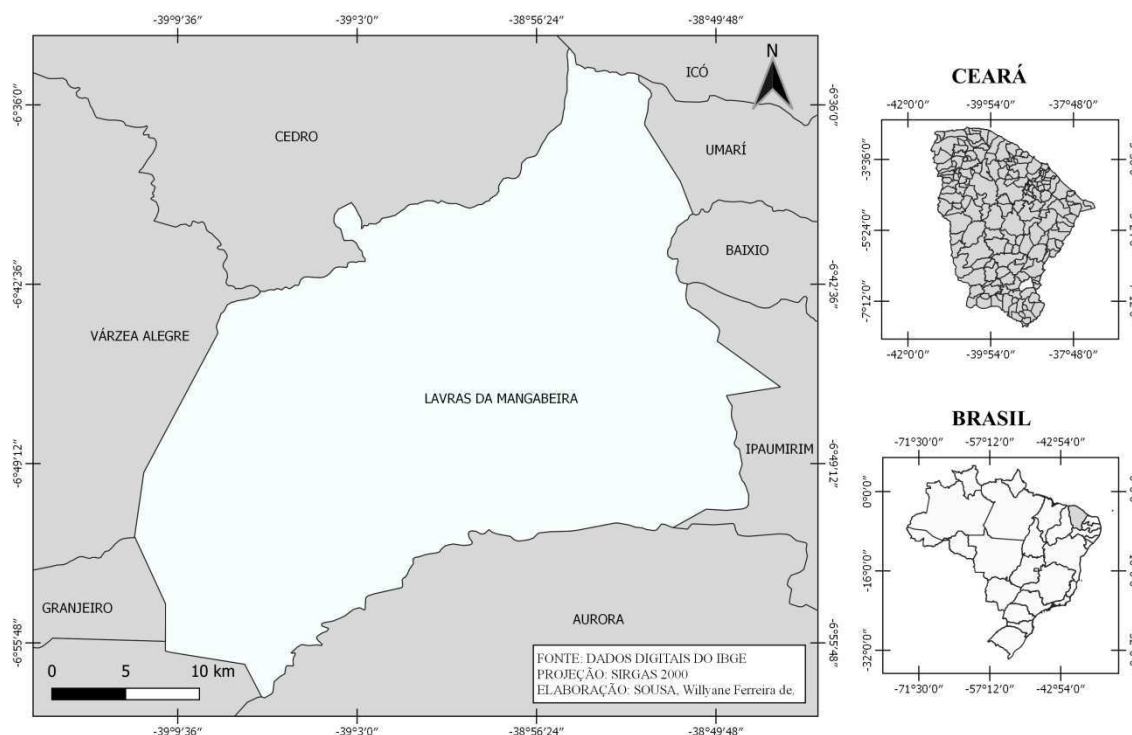 -39°9'36" -39°3'0" -38°56'24" -38°49'48"
N
ICÓ
-6°36'0" -6°36'0"
CEDRO
UMARÍ
BAIXIO
-6°42'36" -6°42'36"
VÁRZEA ALEGRE
LAVRAS DA MANGABEIRA
IPAUMIRIM
-6°49'12" -6°49'12"
GRANJEIRO
AURORA
-6°55'48" -6°55'48"
0 5 10 km
FONTE: DADOS DIGITAIS DO IBGE
PROJEÇÃO: SIRGAS 2000
ELABORAÇÃO: SOUSA, Willyane Ferreira de.
-39°9'36" -39°3'0" -38°56'24" -38°49'48"
CEARÁ
-42°0'0" -39°54'0" -37°48'0"
-3°36'0"
-5°24'0"
-7°12'0"
-42°0'0" -39°54'0" -37°48'0"
BRASIL
-71°30'0" -57°12'0" -42°54'0"
0°0'0"
-16°0'0"
-32°0'0"
-71°30'0" -57°12'0" -42°54'0"